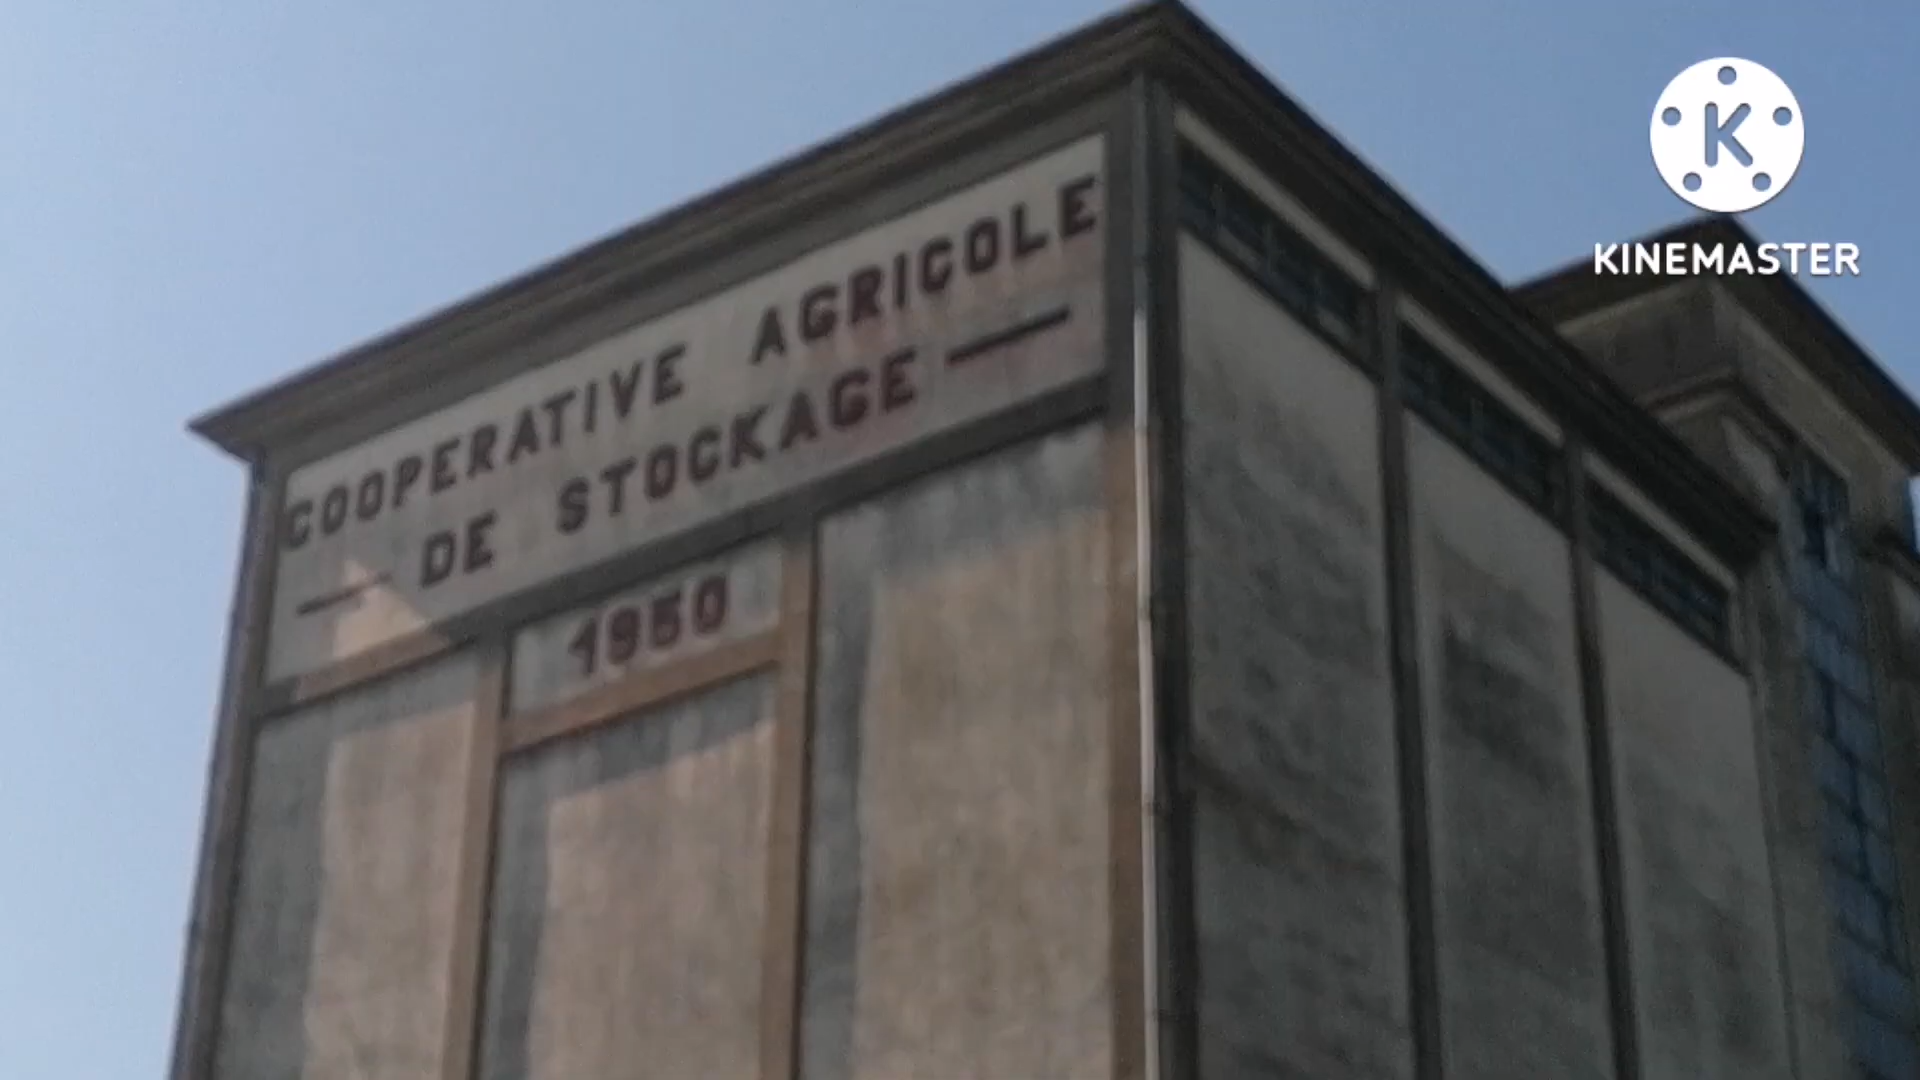 COOPERATIVE AGRICOLE
— DE STOCKAGE —
1950
K
KINEMASTER